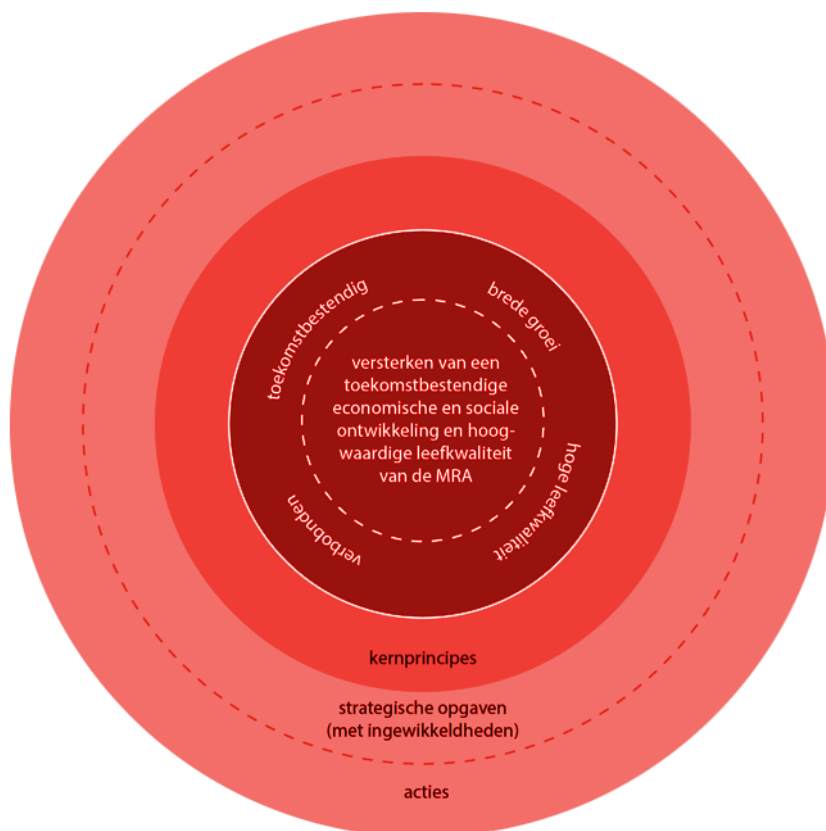 toekomstbestendig
brede groei
versterken van een
toekomstbestendige
economische en sociale
ontwikkeling en hoog-
waardige leefkwaliteit
van de MRA
hoge leefkwaliteit
verbobnden
kernprincipes
strategische opgaven
(met ingewikkeldheden)
acties